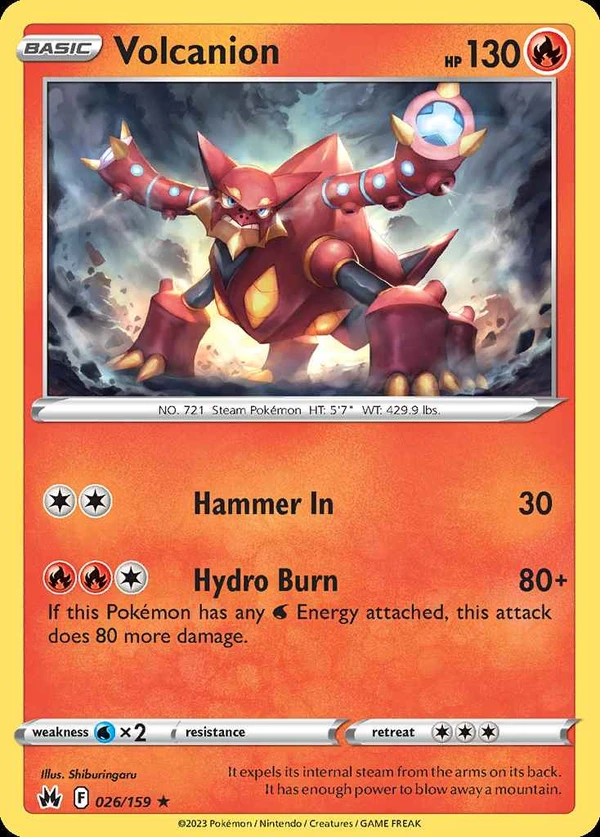 BASIC Volcanion HP 130
NO. 721 Steam Pokémon HT: 5'7" WT: 429.9 lbs.
Hammer In 30
Hydro Burn 80+
If this Pokémon has any Energy attached, this attack
does 80 more damage.
weakness ×2 resistance retreat
Illus. Shiburingaru
It expels its internal steam from the arms on its back.
It has enough power to blow away a mountain.
F 026/159 ★
©2023 Pokémon / Nintendo / Creatures / GAME FREAK